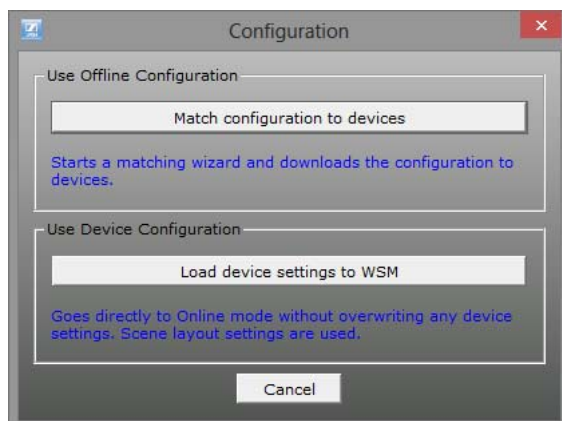 Configuration
Use Offline Configuration
Match configuration to devices
Starts a matching wizard and downloads the configuration to
devices.
Use Device Configuration
Load device settings to WSM
Goes directly to Online mode without overwriting any device
settings. Scene layout settings are used.
Cancel